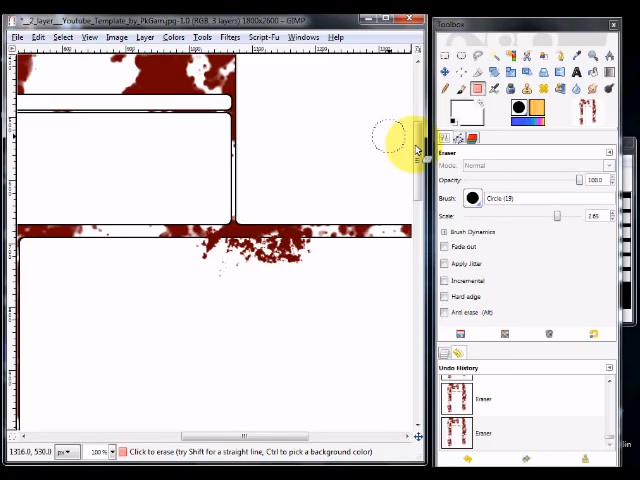 *__2_layer__Youtube_Template_by_PkGam.jpg-1.0 (RGB, 3 layers) 1800x2600 – GIMP
File Edit Select View Image Layer Colors Tools Filters Script-Fu Windows Help
1316.0, 530.0 px 100 % Click to erase (try Shift for a straight line, Ctrl to pick a background color)
Toolbox
Eraser
Mode: Normal
Opacity: 100.0
Brush: Circle (19)
Scale: 2.63
Brush Dynamics
Fade out
Apply Jitter
Incremental
Hard edge
Anti erase (Alt)
Undo History
Eraser
Eraser